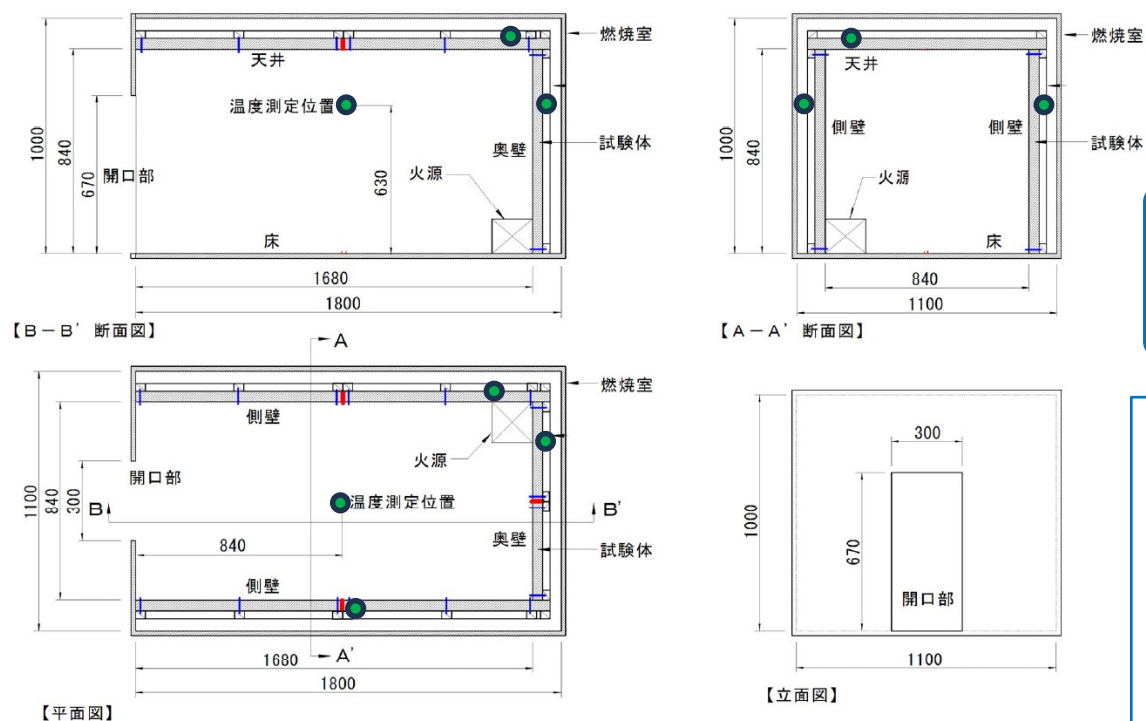 燃焼室
天井
温度測定位置
1000
840
670
開口部
630
奥壁
火源
試験体
床
1680
1800
【B-B' 断面図】
燃焼室
天井
1000
840
側壁
側壁
試験体
火源
床
840
1100
【A-A' 断面図】
A
燃焼室
側壁
火源
開口部
1100
840
300
B
温度測定位置
B'
840
奥壁
試験体
側壁
1680
A'
1800
【平面図】
300
1000
670
開口部
1100
【立面図】